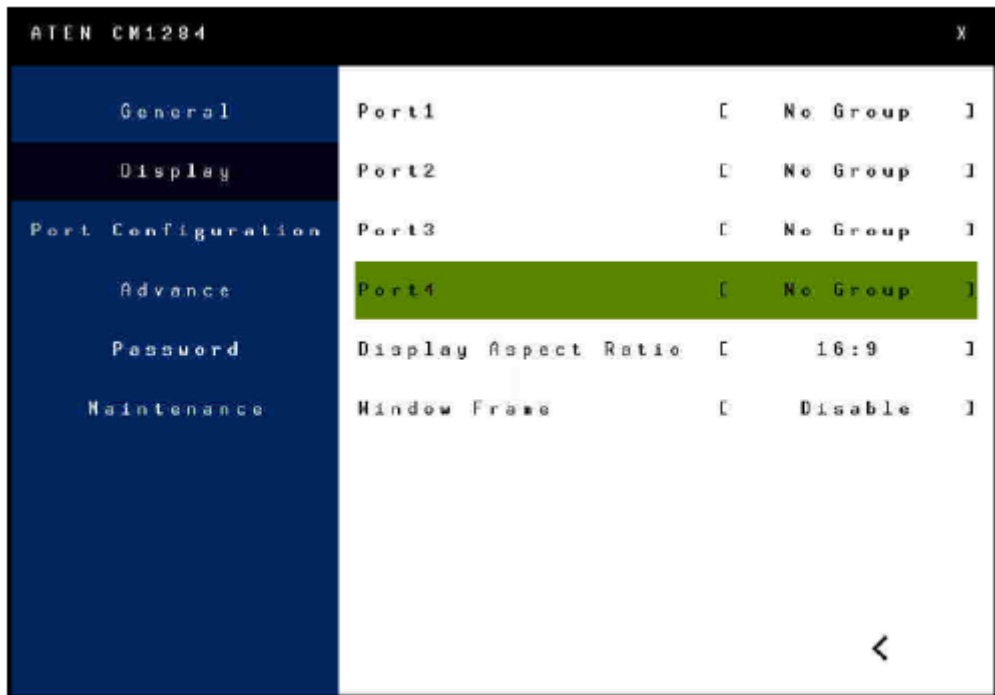 ATEN CM1284 X
General
Display
Port Configuration
Advance
Password
Maintenance
Port1 [ No Group ]
Port2 [ No Group ]
Port3 [ No Group ]
Port4 [ No Group ]
Display Aspect Ratio [ 16:9 ]
Window Frame [ Disable ]
<